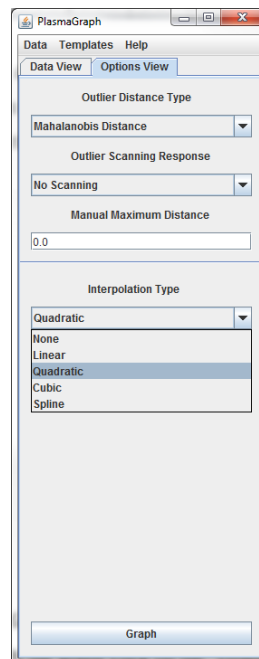 PlasmaGraph
Data Templates Help
Data View Options View
Outlier Distance Type
Mahalanobis Distance
Outlier Scanning Response
No Scanning
Manual Maximum Distance
0.0
Interpolation Type
Quadratic
None
Linear
Quadratic
Cubic
Spline
Graph